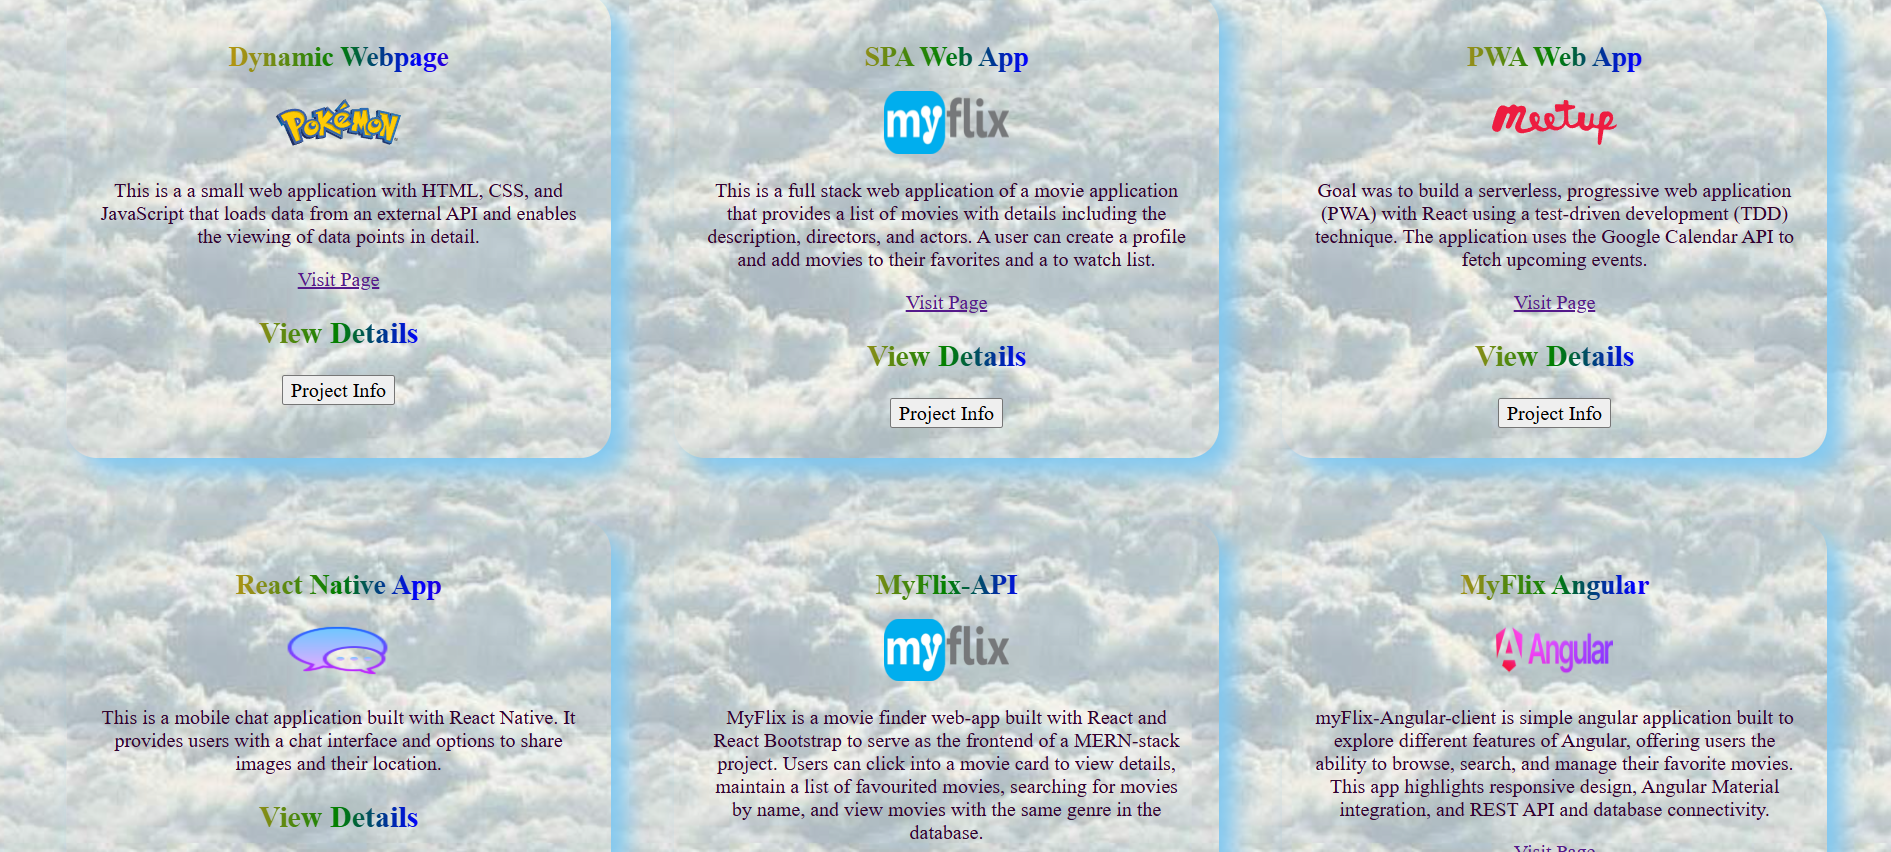 Dynamic Webpage
Pokémon
This is a a small web application with HTML, CSS, and
JavaScript that loads data from an external API and enables
the viewing of data points in detail.
Visit Page
View Details
Project Info
SPA Web App
myflix
This is a full stack web application of a movie application
that provides a list of movies with details including the
description, directors, and actors. A user can create a profile
and add movies to their favorites and a to watch list.
Visit Page
View Details
Project Info
PWA Web App
meetup
Goal was to build a serverless, progressive web application
(PWA) with React using a test-driven development (TDD)
technique. The application uses the Google Calendar API to
fetch upcoming events.
Visit Page
View Details
Project Info
React Native App
This is a mobile chat application built with React Native. It
provides users with a chat interface and options to share
images and their location.
View Details
MyFlix-API
myflix
MyFlix is a movie finder web-app built with React and
React Bootstrap to serve as the frontend of a MERN-stack
project. Users can click into a movie card to view details,
maintain a list of favourited movies, searching for movies
by name, and view movies with the same genre in the
database.
MyFlix Angular
Angular
myFlix-Angular-client is simple angular application built to
explore different features of Angular, offering users the
ability to browse, search, and manage their favorite movies.
This app highlights responsive design, Angular Material
integration, and REST API and database connectivity.
Visit Page